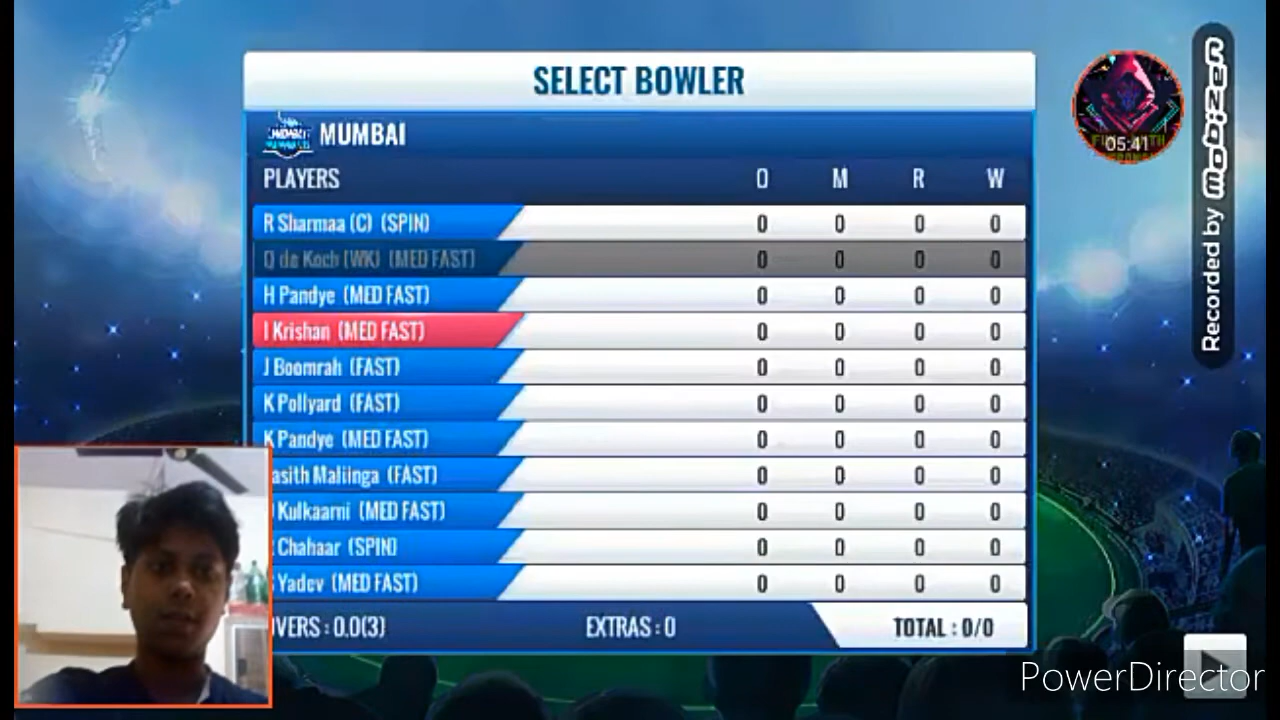 SELECT BOWLER
MUMBAI
PLAYERS O M R W
R Sharmaa (C) (SPIN) 0 0 0 0
Q de Kock (WK) (MED FAST) 0 0 0 0
H Pandye (MED FAST) 0 0 0 0
I Krishan (MED FAST) 0 0 0 0
J Boomrah (FAST) 0 0 0 0
K Pollyard (FAST) 0 0 0 0
K Pandye (MED FAST) 0 0 0 0
asith Maliinga (FAST) 0 0 0 0
Kulkaarni (MED FAST) 0 0 0 0
Chahaar (SPIN) 0 0 0 0
Yadev (MED FAST) 0 0 0 0
VERS : 0.0(3) EXTRAS : 0 TOTAL : 0/0
05:41
Recorded by Mobizen
PowerDirector